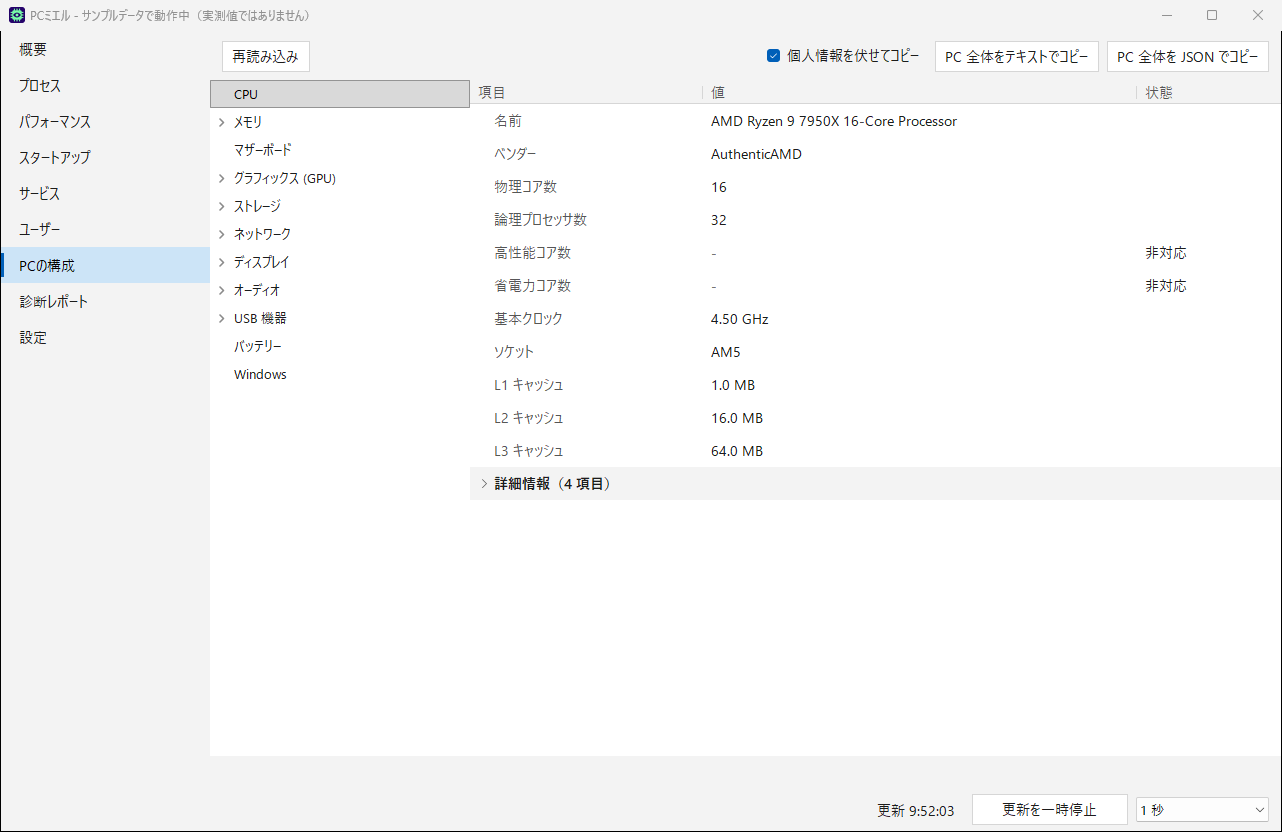 PCミエル - サンプルデータで動作中（実測値ではありません）
概要
プロセス
パフォーマンス
スタートアップ
サービス
ユーザー
PCの構成
診断レポート
設定
再読み込み
個人情報を伏せてコピー
PC 全体をテキストでコピー
PC 全体を JSON でコピー
CPU
メモリ
マザーボード
グラフィックス (GPU)
ストレージ
ネットワーク
ディスプレイ
オーディオ
USB 機器
バッテリー
Windows
項目 値 状態
名前 AMD Ryzen 9 7950X 16-Core Processor
ベンダー AuthenticAMD
物理コア数 16
論理プロセッサ数 32
高性能コア数 - 非対応
省電力コア数 - 非対応
基本クロック 4.50 GHz
ソケット AM5
L1 キャッシュ 1.0 MB
L2 キャッシュ 16.0 MB
L3 キャッシュ 64.0 MB
詳細情報（4 項目）
更新 9:52:03
更新を一時停止
1 秒